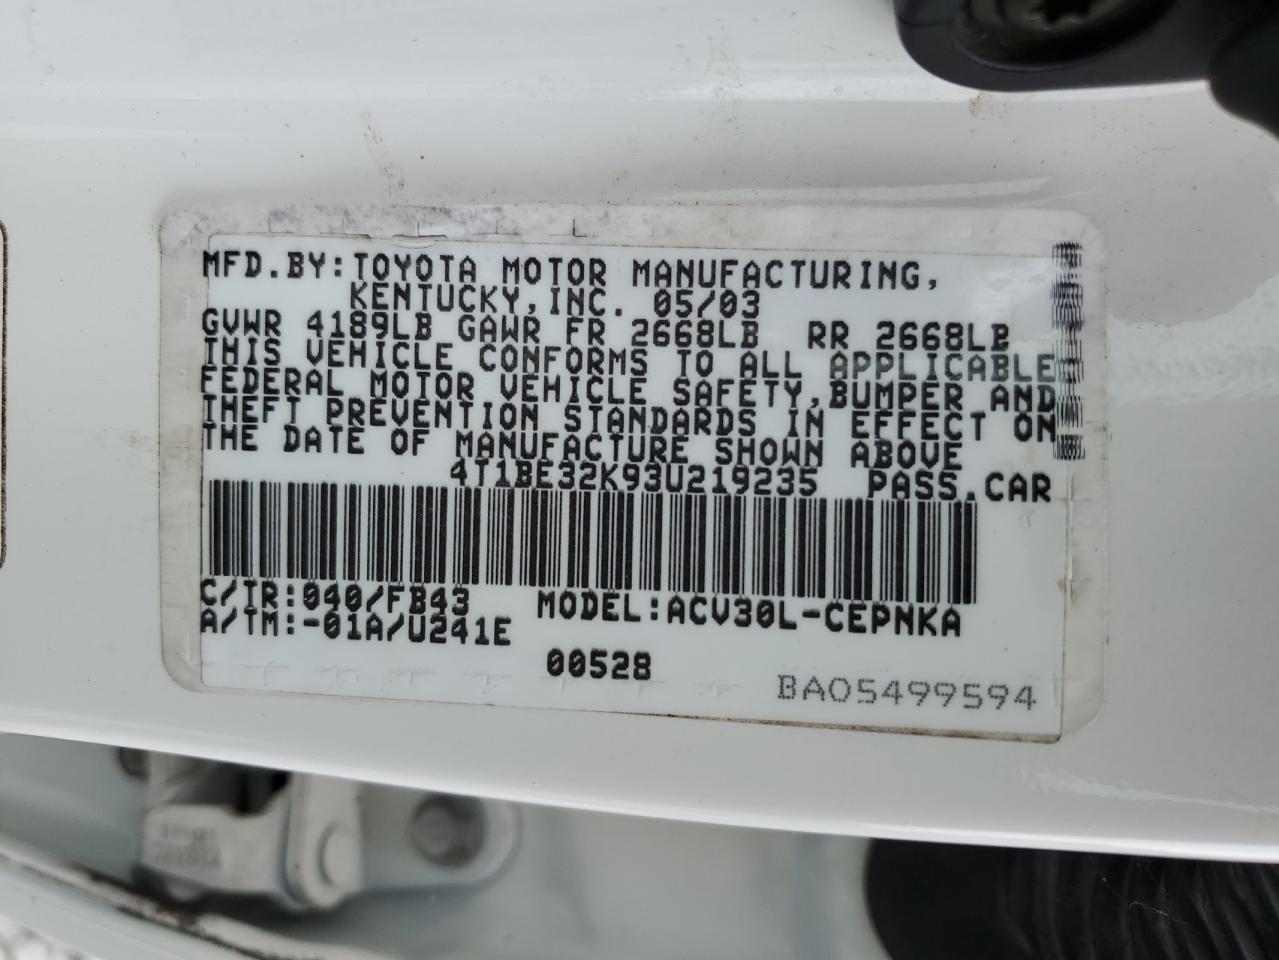 MFD.BY:TOYOTA MOTOR MANUFACTURING,
KENTUCKY,INC. 05/03
GVWR 4189LB GAWR FR 2668LB RR 2668LB
THIS VEHICLE CONFORMS TO ALL APPLICABLE
FEDERAL MOTOR VEHICLE SAFETY,BUMPER AND
THEFT PREVENTION STANDARDS IN EFFECT ON
THE DATE OF MANUFACTURE SHOWN ABOVE
4T1BE32K93U219235 PASS.CAR
C/TR:040/FB43 MODEL:ACV30L-CEPNKA
A/TM:-01A/U241E
00528
BA05499594